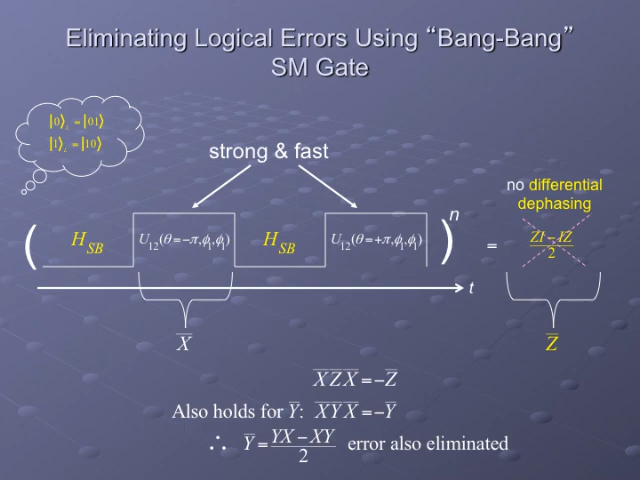 Eliminating Logical Errors Using “Bang-Bang”
SM Gate
|0⟩_L = |01⟩
|1⟩_L = |10⟩
strong & fast
no differential
dephasing
( H_SB U_12(θ=−π,ϕ_1,ϕ_1) H_SB U_12(θ=+π,ϕ_1,ϕ_1) )^n = (ZI − IZ)/2
t
X̅ Z̅
X̅Z̅X̅ = −Z̅
Also holds for Y̅: X̅Y̅X̅ = −Y̅
∴ Y̅ = (YX − XY)/2 error also eliminated